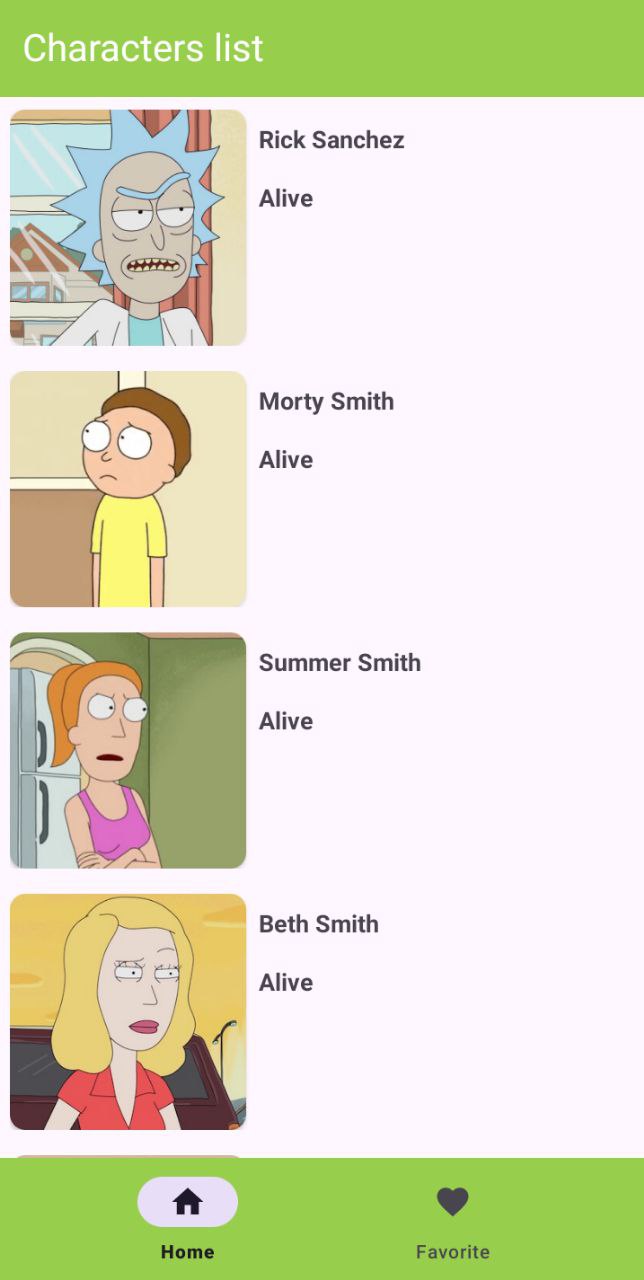 Characters list
Rick Sanchez
Alive
Morty Smith
Alive
Summer Smith
Alive
Beth Smith
Alive
Home
Favorite